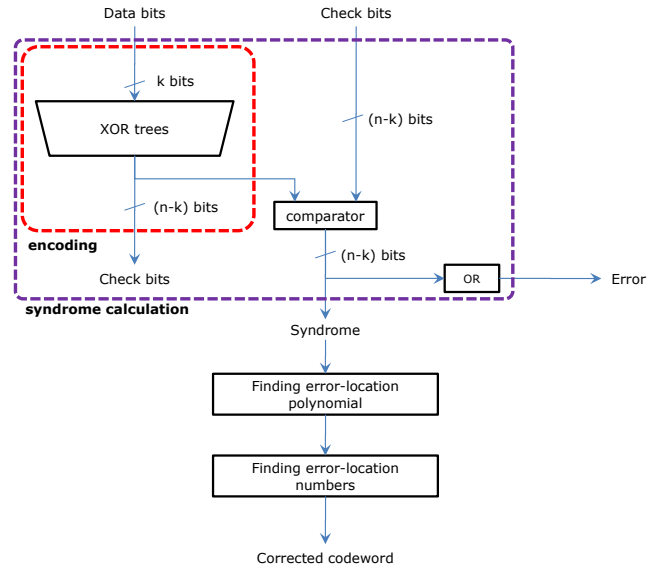 Data bits
Check bits
k bits
XOR trees
(n-k) bits
(n-k) bits
comparator
encoding
(n-k) bits
Check bits
OR
Error
syndrome calculation
Syndrome
Finding error-location
polynomial
Finding error-location
numbers
Corrected codeword